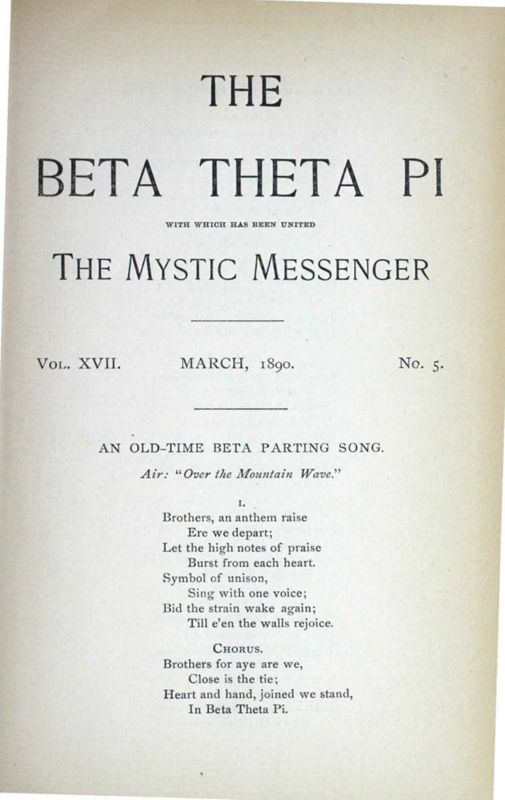 THE
BETA THETA PI
WITH WHICH HAS BEEN UNITED
THE MYSTIC MESSENGER
VOL. XVII. MARCH, 1890. No. 5.
AN OLD-TIME BETA PARTING SONG.
Air: "Over the Mountain Wave."
I.
Brothers, an anthem raise
Ere we depart;
Let the high notes of praise
Burst from each heart.
Symbol of unison,
Sing with one voice;
Bid the strain wake again;
Till e'en the walls rejoice.
CHORUS.
Brothers for aye are we,
Close is the tie;
Heart and hand, joined we stand,
In Beta Theta Pi.